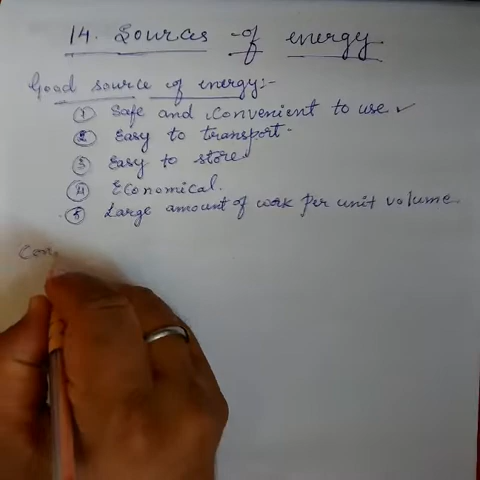 14. Sources of energy
Good source of energy:-
① Safe and Convenient to use ✓
② Easy to transport.
③ Easy to store
④ Economical.
⑤ Large amount of work per unit volume
Con